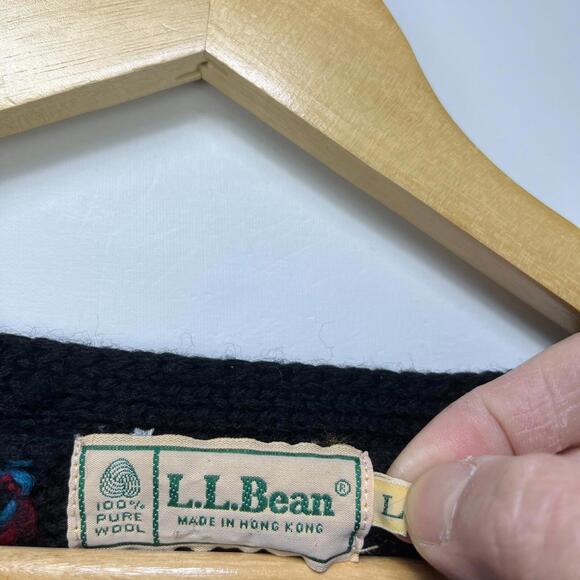 100%
PURE
WOOL
L.L.Bean®
MADE IN HONG KONG
L